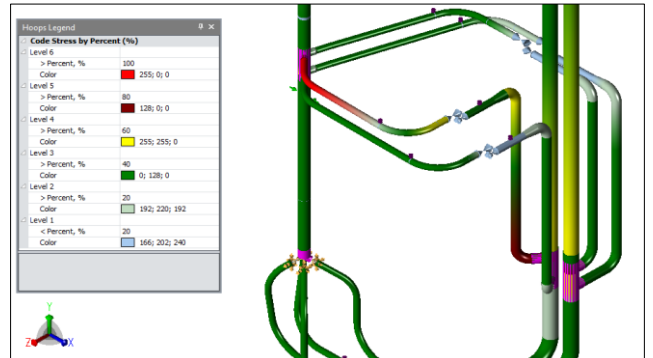 Hoops Legend
Code Stress by Percent (%)
Level 6
> Percent, % 100
Color 255; 0; 0
Level 5
> Percent, % 80
Color 128; 0; 0
Level 4
> Percent, % 60
Color 255; 255; 0
Level 3
> Percent, % 40
Color 0; 128; 0
Level 2
> Percent, % 20
Color 192; 220; 192
Level 1
< Percent, % 20
Color 166; 202; 240
Y
Z X